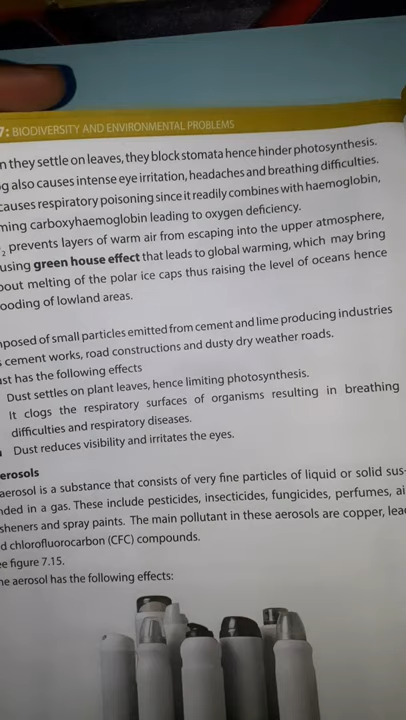 7: BIODIVERSITY AND ENVIRONMENTAL PROBLEMS
n they settle on leaves, they block stomata hence hinder photosynthesis.
g also causes intense eye irritation, headaches and breathing difficulties.
causes respiratory poisoning since it readily combines with haemoglobin,
ming carboxyhaemoglobin leading to oxygen deficiency.
2 prevents layers of warm air from escaping into the upper atmosphere,
using green house effect that leads to global warming, which may bring
bout melting of the polar ice caps thus raising the level of oceans hence
ooding of lowland areas.
mposed of small particles emitted from cement and lime producing industries
s cement works, road constructions and dusty dry weather roads.
ust has the following effects
Dust settles on plant leaves, hence limiting photosynthesis.
It clogs the respiratory surfaces of organisms resulting in breathing
difficulties and respiratory diseases.
Dust reduces visibility and irritates the eyes.
erosols
aerosol is a substance that consists of very fine particles of liquid or solid sus-
nded in a gas. These include pesticides, insecticides, fungicides, perfumes, ai
sheners and spray paints. The main pollutant in these aerosols are copper, lea
d chlorofluorocarbon (CFC) compounds.
ee figure 7.15.
he aerosol has the following effects: